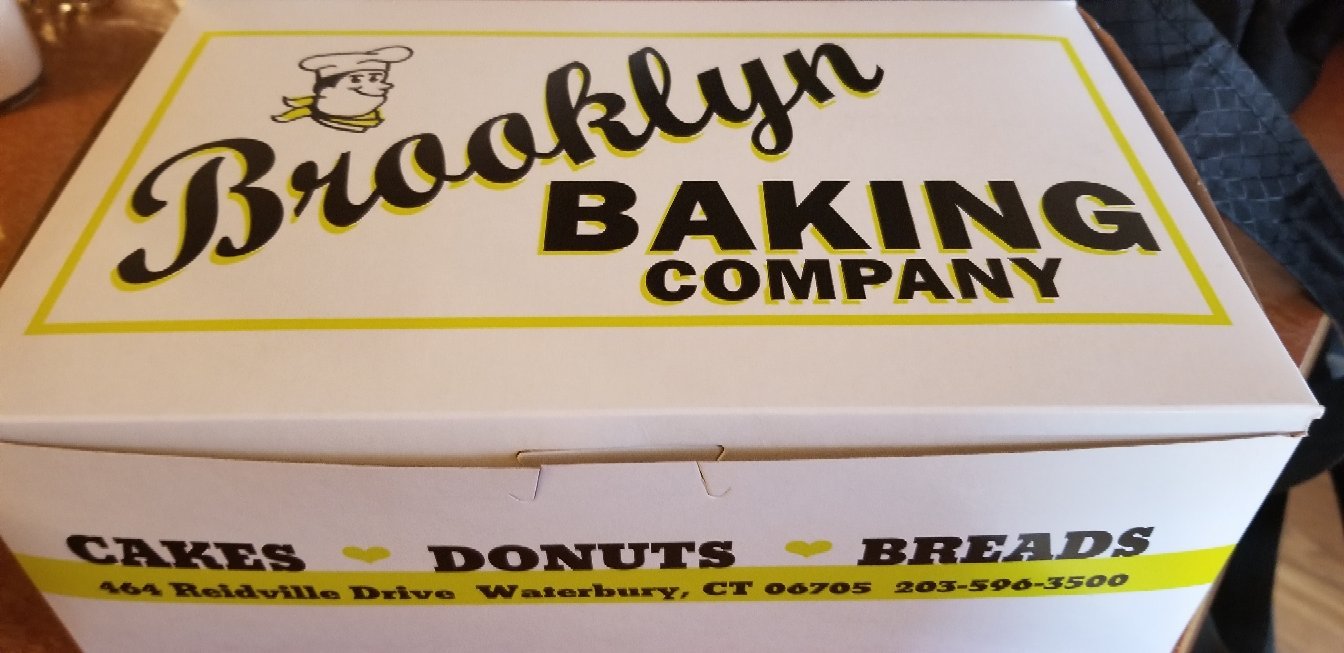 Brooklyn
BAKING
COMPANY
CAKES DONUTS BREADS
464 Reidville Drive Waterbury, CT 06705 203-596-3500